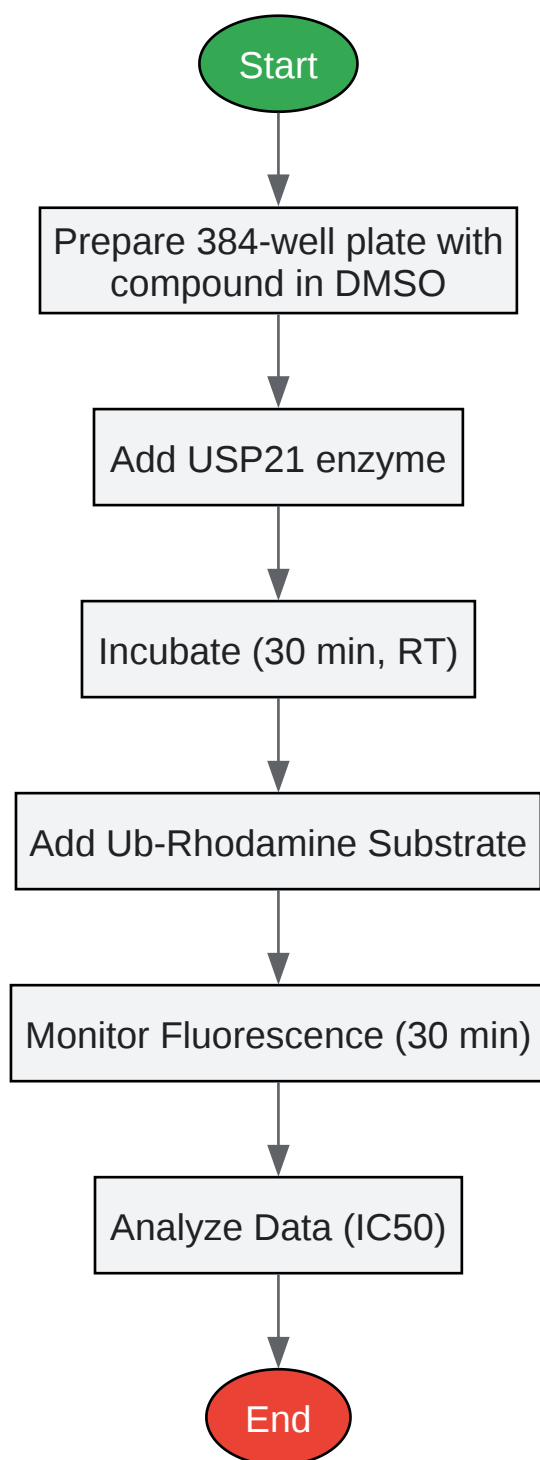 Start
Prepare 384-well plate with
compound in DMSO
Add USP21 enzyme
Incubate (30 min, RT)
Add Ub-Rhodamine Substrate
Monitor Fluorescence (30 min)
Analyze Data (IC50)
End